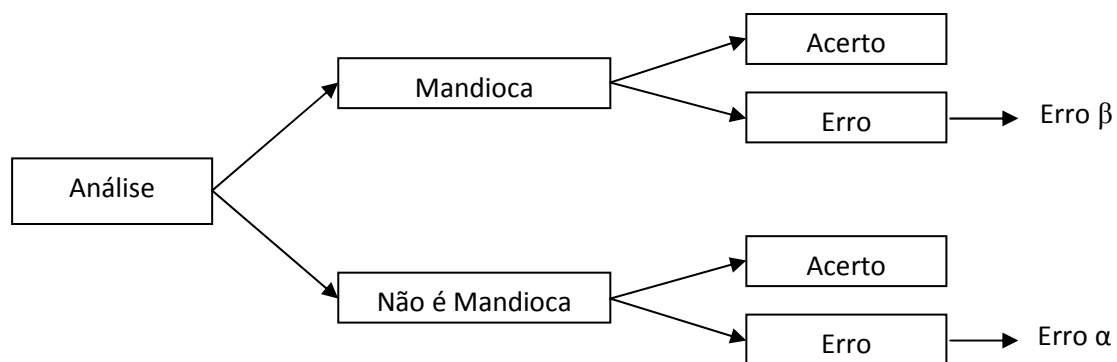 Acerto
Mandioca
Erro
Erro β
Análise
Acerto
Não é Mandioca
Erro
Erro α